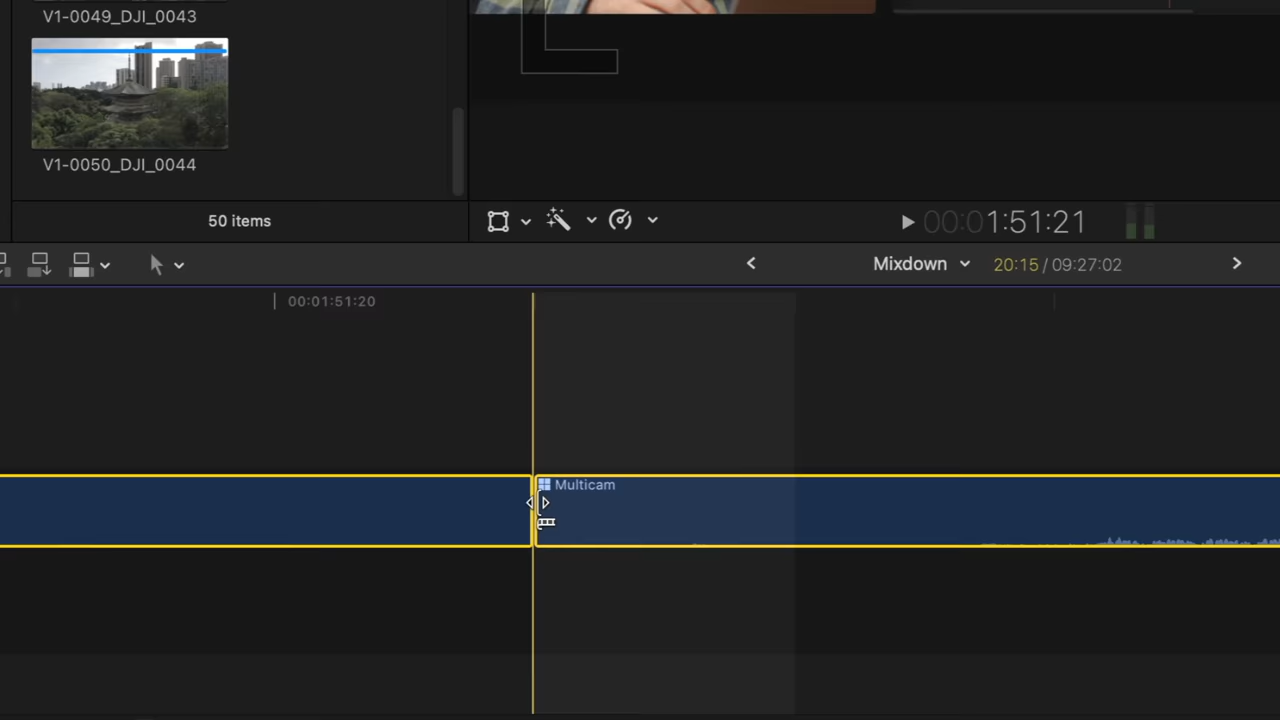 V1-0049_DJI_0043
V1-0050_DJI_0044
50 items
00:01:51:21
Mixdown
20:15 / 09:27:02
00:01:51:20
Multicam